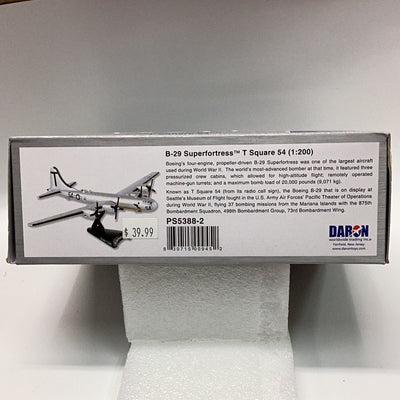 B-29 Superfortress™ T Square 54 (1:200)
Boeing's four-engine, propeller-driven B-29 Superfortress was one of the largest aircraft
used during World War II. The world's most-advanced bomber at that time, it featured three
pressurized crew cabins, which allowed for high-altitude flight; remotely operated
machine-gun turrets; and a maximum bomb load of 20,000 pounds (9,071 kg).
Known as T Square 54 (from its radio call sign), the Boeing B-29 that is on display at
Seattle's Museum of Flight fought in the U.S. Army Air Forces' Pacific Theater of Operations
during World War II, flying 37 bombing missions from the Mariana Islands with the 875th
Bombardment Squadron, 498th Bombardment Group, 73rd Bombardment Wing.
PS5388-2
$ 39.99
DARON
worldwide trading inc.
Fairfield, New Jersey